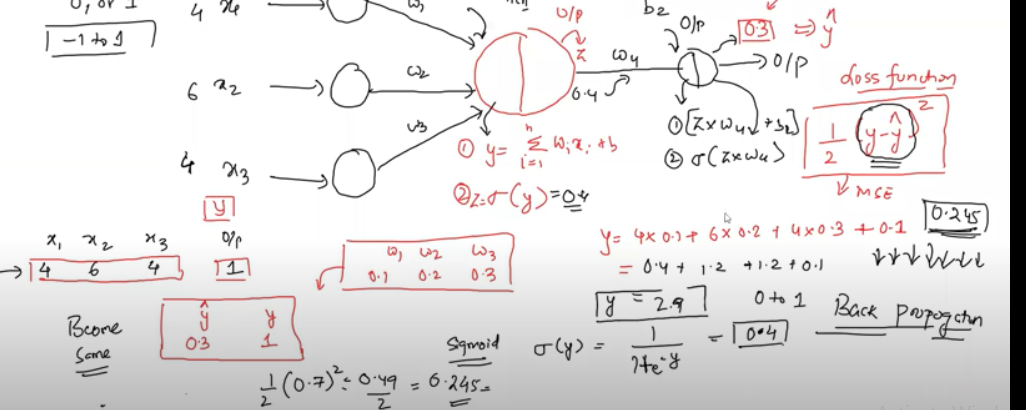 0, or 1
-1 to 1
4 x1
w1
6 x2
w2
4 x3
w3
O/P
z
0.4
w4
b2
O/P
0.3 ⇒ ŷ
→ O/P
① y = Σ wixi + b
n
i=1
② z=σ(y)=0.4
① [z×w4 + b2]
② σ(z×w4)
Loss function
1/2 (y-ŷ)²
MSE
0.245
y
x1 x2 x3 O/P
4 6 4 1
w1 w2 w3
0.1 0.2 0.3
y = 4×0.1 + 6×0.2 + 4×0.3 + 0.1
= 0.4 + 1.2 + 1.2 + 0.1
y = 2.9
0 to 1
Back propagtion
Bcome
Same
ŷ y
0.3 1
Sgmoid
σ(y) = 1/1+e^-y = 0.4
1/2 (0.7)² = 0.49/2 = 0.245 =